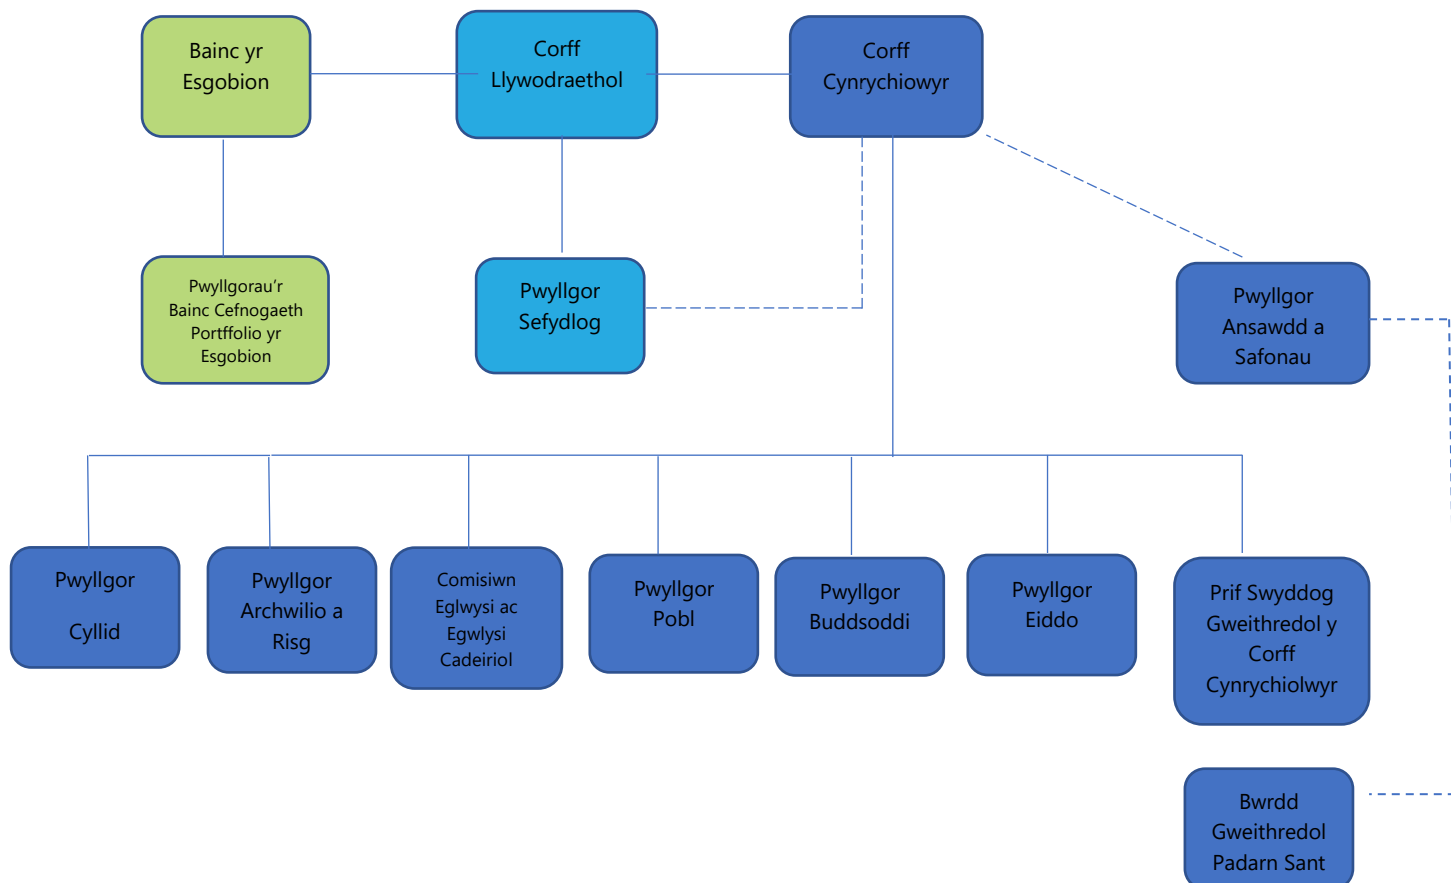 Bainc yr
Esgobion
Corff
Llywodraethol
Corff
Cynrychiowyr
Pwyllgorau'r
Bainc Cefnogaeth
Portffolio yr
Esgobion
Pwyllgor
Sefydlog
Pwyllgor
Ansawdd a
Safonau
Pwyllgor
Cyllid
Pwyllgor
Archwilio a
Risg
Comisiwn
Eglwysi ac
Egwlysi
Cadeiriol
Pwyllgor
Pobl
Pwyllgor
Buddsoddi
Pwyllgor
Eiddo
Prif Swyddog
Gweithredol y
Corff
Cynrychiolwyr
Bwrdd
Gweithredol
Padarn Sant